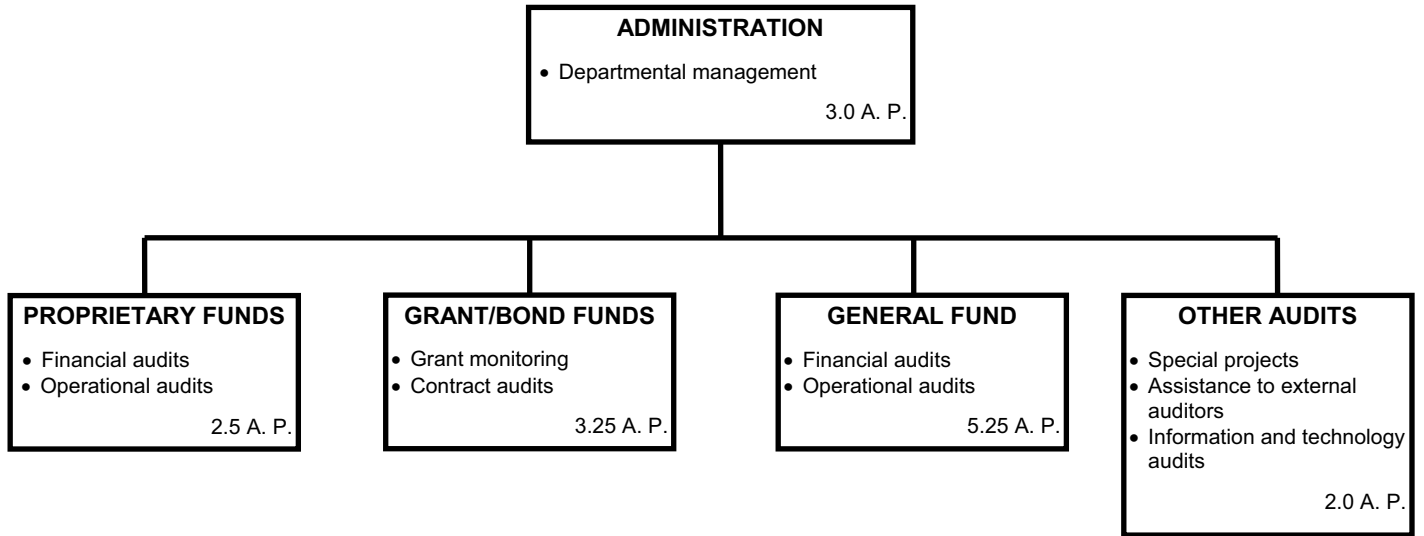 ADMINISTRATION
• Departmental management
3.0 A. P.
PROPRIETARY FUNDS
• Financial audits
• Operational audits
2.5 A. P.
GRANT/BOND FUNDS
• Grant monitoring
• Contract audits
3.25 A. P.
GENERAL FUND
• Financial audits
• Operational audits
5.25 A. P.
OTHER AUDITS
• Special projects
• Assistance to external
auditors
• Information and technology
audits
2.0 A. P.